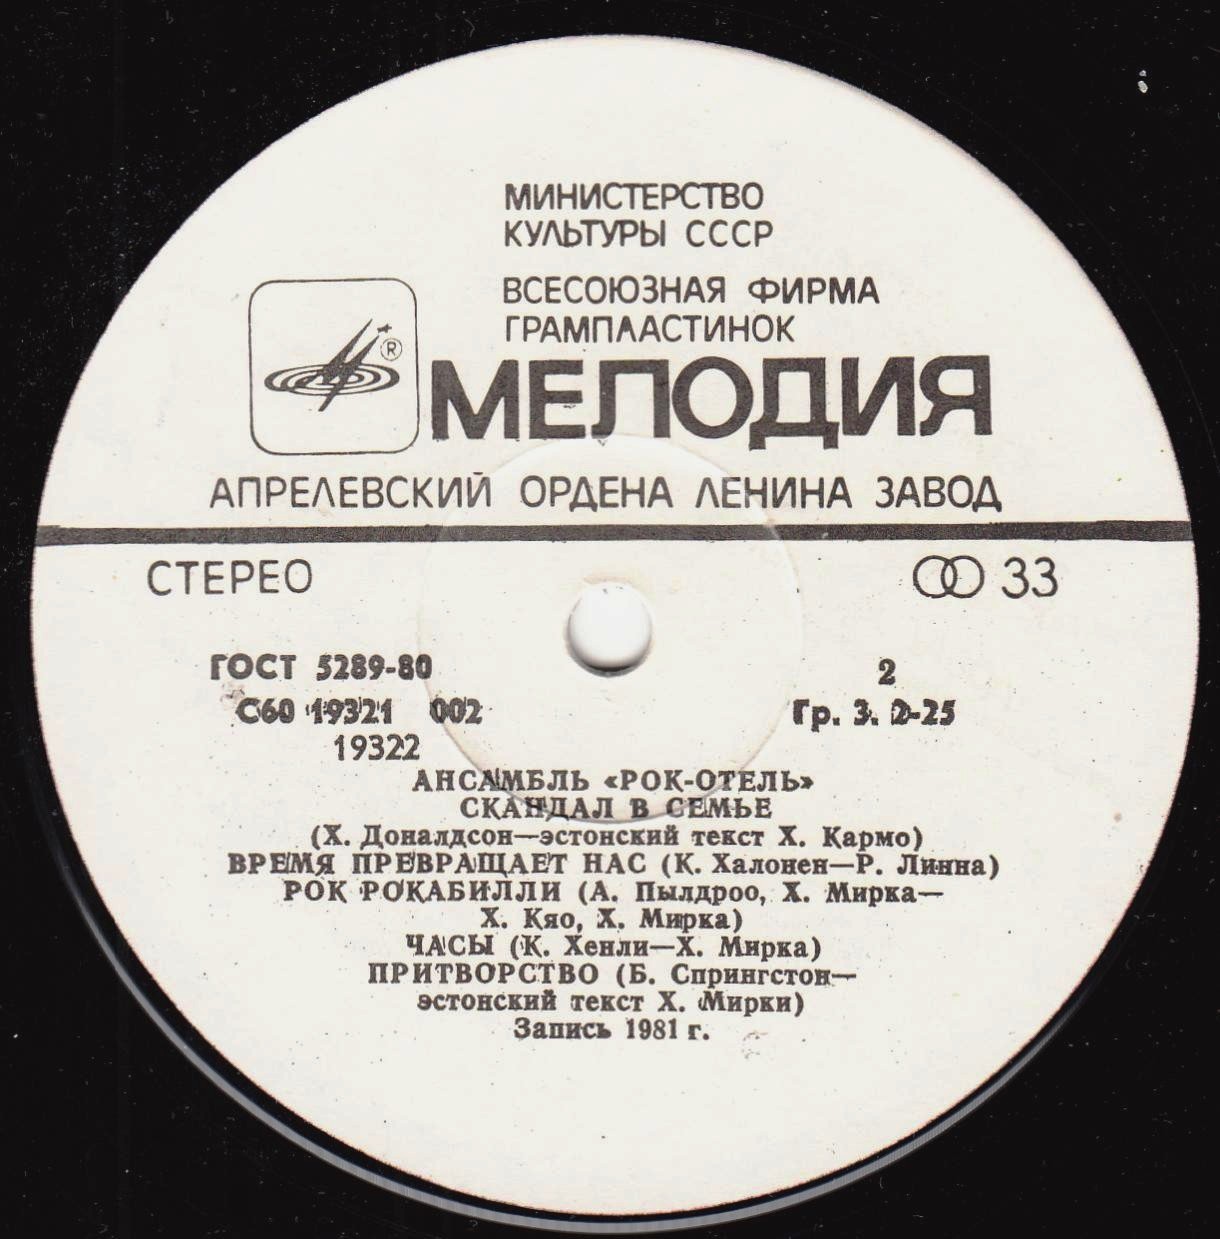 МИНИСТЕРСТВО
КУЛЬТУРЫ СССР
ВСЕСОЮЗНАЯ ФИРМА
ГРАМПЛАСТИНОК
®
МЕЛОДИЯ
АПРЕЛЕВСКИЙ ОРДЕНА ЛЕНИНА ЗАВОД
СТЕРЕО 33
ГОСТ 5289-80 2
С60 19321 002 Гр. 3. 2-25
19322
АНСАМБЛЬ «РОК-ОТЕЛЬ»
СКАНДАЛ В СЕМЬЕ
(Х. Доналдсон—эстонский текст Х. Кармо)
ВРЕМЯ ПРЕВРАЩАЕТ НАС (К. Халонен—Р. Линна)
РОК РОКАБИЛЛИ (А. Пылдроо, Х. Мирка—
Х. Кяо, Х. Мирка)
ЧАСЫ (К. Хенли—Х. Мирка)
ПРИТВОРСТВО (Б. Спрингстон—
эстонский текст Х. Мирки)
Запись 1981 г.